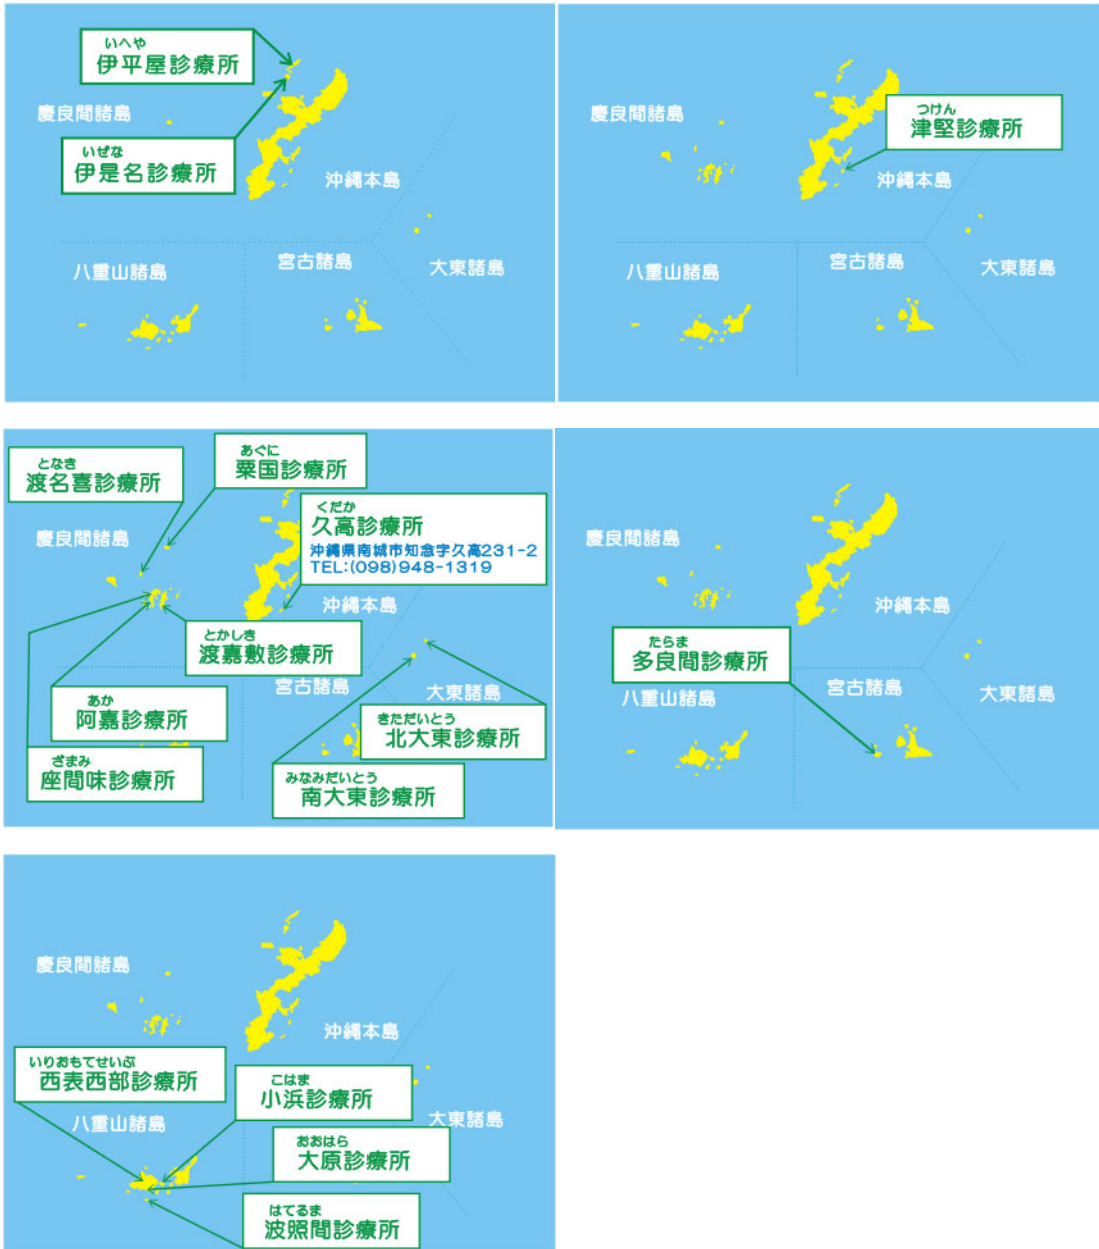 いへや
伊平屋診療所
慶良間諸島
いぜな
伊是名診療所
沖縄本島
八重山諸島
宮古諸島
大東諸島
つけん
津堅診療所
慶良間諸島
沖縄本島
八重山諸島
宮古諸島
大東諸島
となき
渡名喜診療所
あぐに
粟国診療所
くだか
久高診療所
沖縄県南城市知念字久高231-2
TEL:(098)948-1319
慶良間諸島
沖縄本島
とかしき
渡嘉敷診療所
宮古諸島
大東諸島
あか
阿嘉診療所
きただいとう
北大東診療所
ざまみ
座間味診療所
みなみだいとう
南大東診療所
慶良間諸島
沖縄本島
たらま
多良間診療所
八重山諸島
宮古諸島
大東諸島
慶良間諸島
沖縄本島
いりおもてせいぶ
西表西部診療所
こはま
小浜診療所
八重山諸島
大東諸島
おおはら
大原診療所
はてるま
波照間診療所